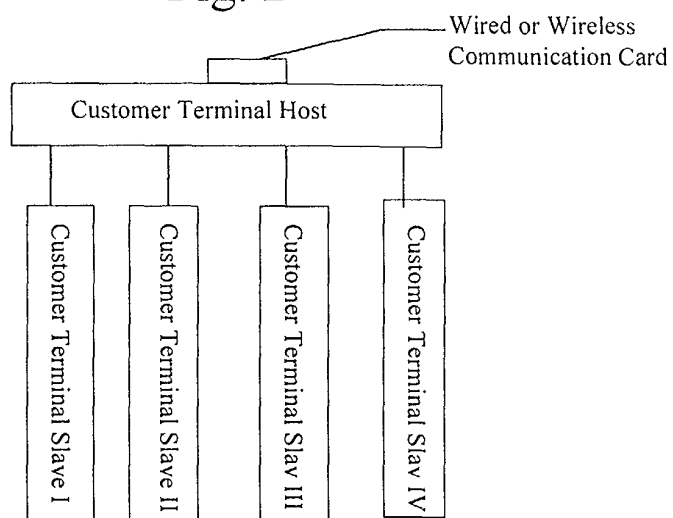 Wired or Wireless
Communication Card
Customer Terminal Host
Customer Terminal Slave I
Customer Terminal Slave II
Customer Terminal Slav III
Customer Terminal Slav IV